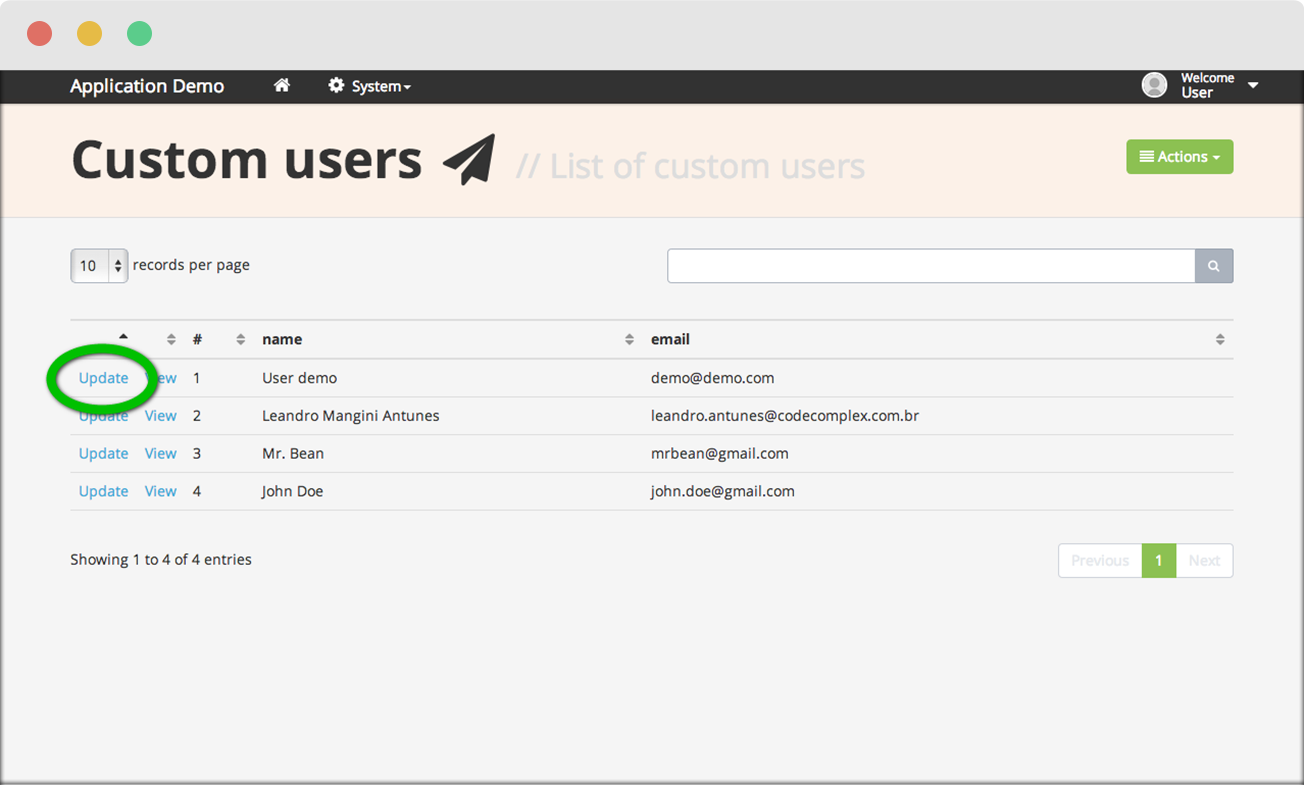 Application Demo System Welcome User
Custom users // List of custom users Actions
10 records per page
# name email
Update View 1 User demo demo@demo.com
Update View 2 Leandro Mangini Antunes leandro.antunes@codecomplex.com.br
Update View 3 Mr. Bean mrbean@gmail.com
Update View 4 John Doe john.doe@gmail.com
Showing 1 to 4 of 4 entries Previous 1 Next